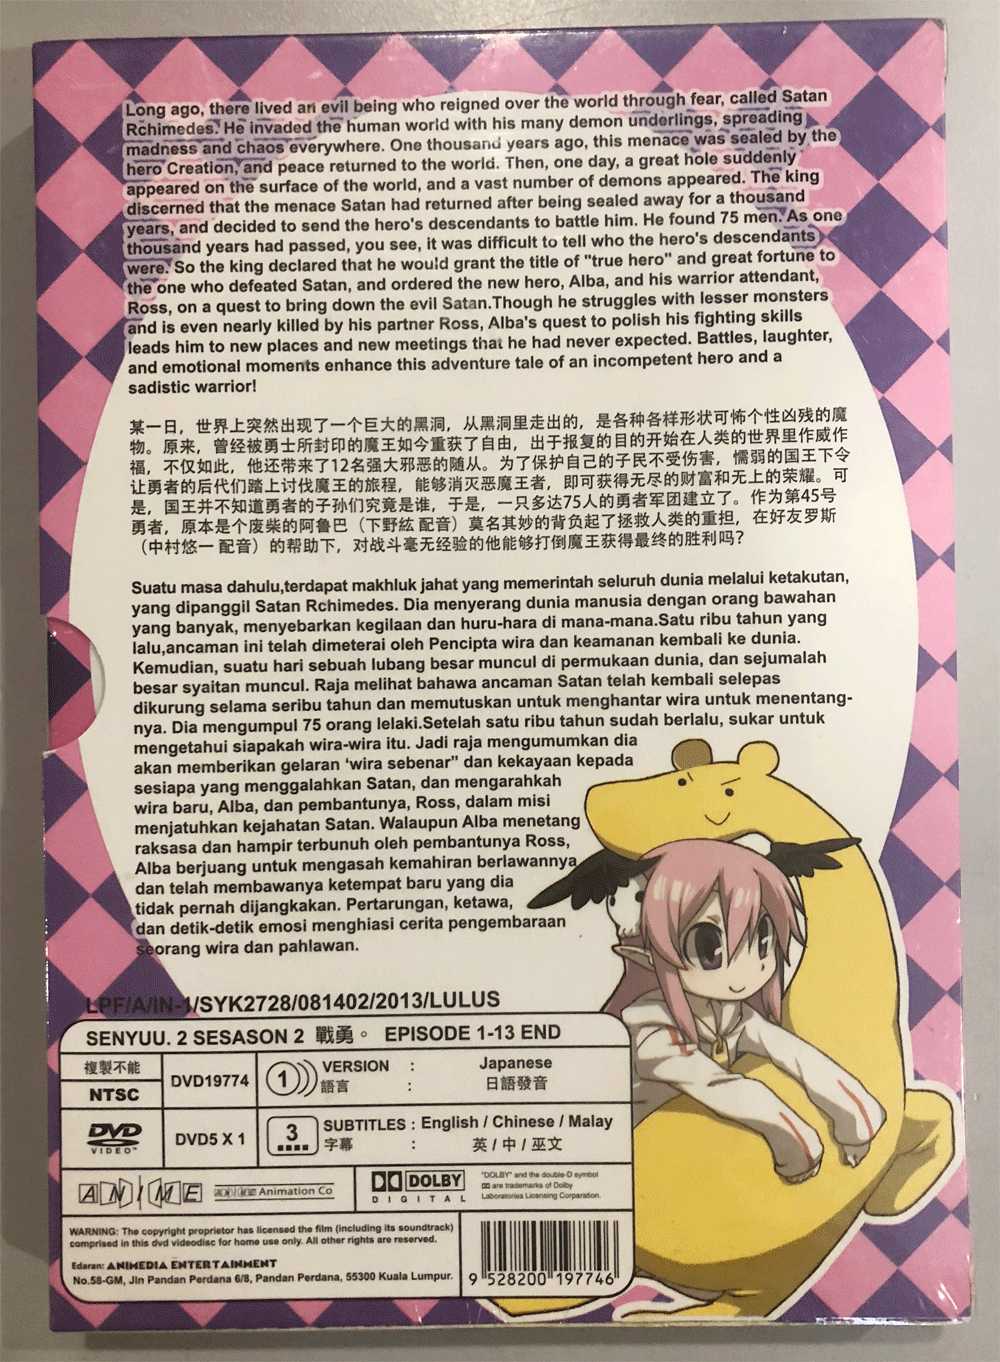 Long ago, there lived an evil being who reigned over the world through fear, called Satan
Rchimedes. He invaded the human world with his many demon underlings, spreading
madness and chaos everywhere. One thousand years ago, this menace was sealed by the
hero Creation, and peace returned to the world. Then, one day, a great hole suddenly
appeared on the surface of the world, and a vast number of demons appeared. The king
discerned that the menace Satan had returned after being sealed away for a thousand
years, and decided to send the hero's descendants to battle him. He found 75 men. As one
thousand years had passed, you see, it was difficult to tell who the hero's descendants
were. So the king declared that he would grant the title of "true hero" and great fortune to
the one who defeated Satan, and ordered the new hero, Alba, and his warrior attendant,
Ross, on a quest to bring down the evil Satan.Though he struggles with lesser monsters
and is even nearly killed by his partner Ross, Alba's quest to polish his fighting skills
leads him to new places and new meetings that he had never expected. Battles, laughter,
and emotional moments enhance this adventure tale of an incompetent hero and a
sadistic warrior!
某一日，世界上突然出现了一个巨大的黑洞，从黑洞里走出的，是各种各样形状可怖个性凶残的魔
物。原来，曾经被勇士所封印的魔王如今重获了自由，出于报复的目的开始在人类的世界里作威作
福，不仅如此，他还带来了12名强大邪恶的随从。为了保护自己的子民不受伤害，懦弱的国王下令
让勇者的后代们踏上讨伐魔王的旅程，能够消灭恶魔王者，即可获得无尽的财富和无上的荣耀。可
是，国王并不知道勇者的子孙们究竟是谁，于是，一只多达75人的勇者军团建立了。作为第45号
勇者，原本是个废柴的阿鲁巴（下野紘 配音）莫名其妙的背负起了拯救人类的重担，在好友罗斯
（中村悠一 配音）的帮助下，对战斗毫无经验的他能够打倒魔王获得最终的胜利吗？
Suatu masa dahulu,terdapat makhluk jahat yang memerintah seluruh dunia melalui ketakutan,
yang dipanggil Satan Rchimedes. Dia menyerang dunia manusia dengan orang bawahan
yang banyak, menyebarkan kegilaan dan huru-hara di mana-mana.Satu ribu tahun yang
lalu,ancaman ini telah dimeterai oleh Pencipta wira dan keamanan kembali ke dunia.
Kemudian, suatu hari sebuah lubang besar muncul di permukaan dunia, dan sejumalah
besar syaitan muncul. Raja melihat bahawa ancaman Satan telah kembali selepas
dikurung selama seribu tahun dan memutuskan untuk menghantar wira untuk menentang-
nya. Dia mengumpul 75 orang lelaki.Setelah satu ribu tahun sudah berlalu, sukar untuk
mengetahui siapakah wira-wira itu. Jadi raja mengumumkan dia
akan memberikan gelaran ‘wira sebenar” dan kekayaan kepada
sesiapa yang menggalahkan Satan, dan mengarahkah
wira baru, Alba, dan pembantunya, Ross, dalam misi
menjatuhkan kejahatan Satan. Walaupun Alba menetang
raksasa dan hampir terbunuh oleh pembantunya Ross,
Alba berjuang untuk mengasah kemahiran berlawannya
dan telah membawanya ketempat baru yang dia
tidak pernah dijangkakan. Pertarungan, ketawa,
dan detik-detik emosi menghiasi cerita pengembaraan
seorang wira dan pahlawan.
LPF/A/IN-1/SYK2728/081402/2013/LULUS
SENYUU. 2 SESASON 2 戰勇。 EPISODE 1-13 END
複製不能
NTSC
DVD19774
1
VERSION : Japanese
語言 : 日語發音
DVD VIDEO
DVD5 X 1
3
SUBTITLES : English / Chinese / Malay
字幕 : 英 / 中 / 巫文
ANIME
ANIME Animation Co
DOLBY
DIGITAL
"DOLBY" and the double-D symbol
are trademarks of Dolby
Laboratories Licensing Corporation.
WARNING: The copyright proprietor has licensed the film (including its soundtrack)
comprised in this dvd videodisc for home use only. All other rights are reserved.
Edaran: ANIMEDIA ENTERTAINMENT
No.58-GM, Jln Pandan Perdana 6/8, Pandan Perdana, 55300 Kuala Lumpur.
9 528200 197746